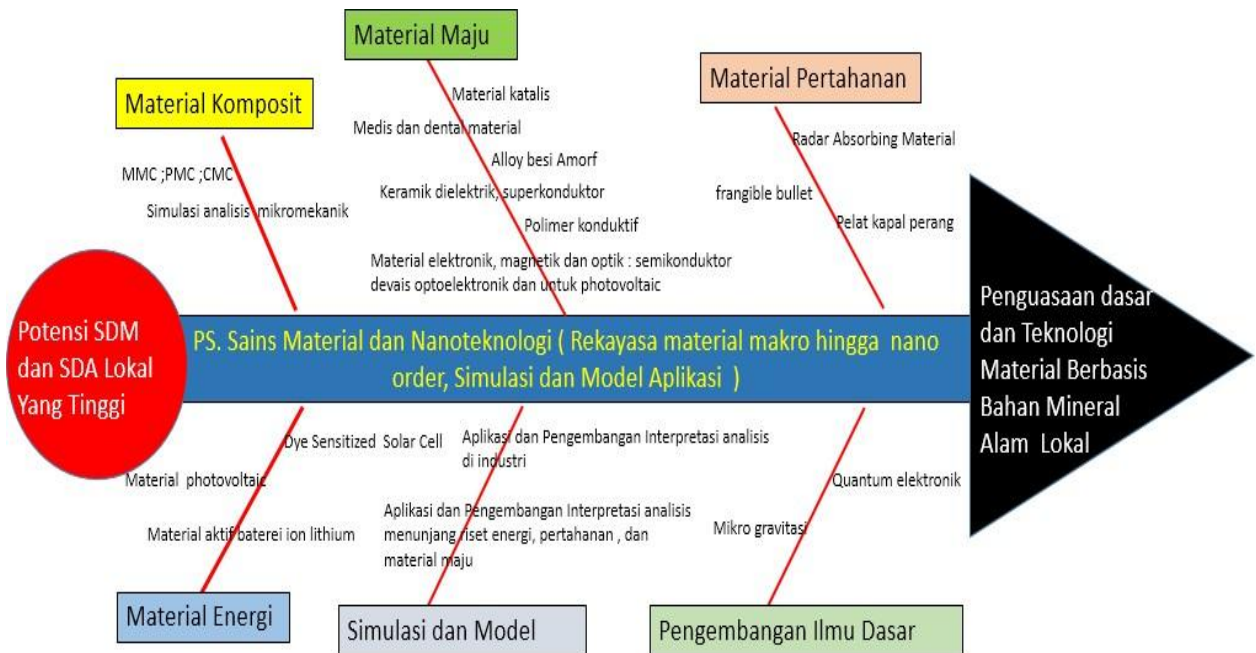 Material Maju
Material Komposit
Material Pertahanan
Material katalis
Medis dan dental material
Alloy besi Amorf
Keramik dielektrik, superkonduktor
Polimer konduktif
Material elektronik, magnetik dan optik : semikonduktor
devais optoelektronik dan untuk photovoltaic
MMC ;PMC ;CMC
Simulasi analisis mikromekanik
Radar Absorbing Material
frangible bullet
Pelat kapal perang
Potensi SDM
dan SDA Lokal
Yang Tinggi
PS. Sains Material dan Nanoteknologi ( Rekayasa material makro hingga nano
order, Simulasi dan Model Aplikasi )
Penguasaan dasar
dan Teknologi
Material Berbasis
Bahan Mineral
Alam Lokal
Dye Sensitized Solar Cell
Material photovoltaic
Material aktif baterei ion lithium
Aplikasi dan Pengembangan Interpretasi analisis
di industri
Aplikasi dan Pengembangan Interpretasi analisis
menunjang riset energi, pertahanan , dan
material maju
Quantum elektronik
Mikro gravitasi
Material Energi
Simulasi dan Model
Pengembangan Ilmu Dasar